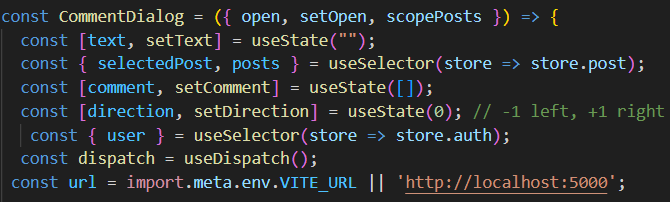 const CommentDialog = ({ open, setOpen, scopePosts }) => {
  const [text, setText] = useState("");
  const { selectedPost, posts } = useSelector(store => store.post);
  const [comment, setComment] = useState([]);
  const [direction, setDirection] = useState(0); // -1 left, +1 right
   const { user } = useSelector(store => store.auth);
  const dispatch = useDispatch();
 const url = import.meta.env.VITE_URL || 'http://localhost:5000';